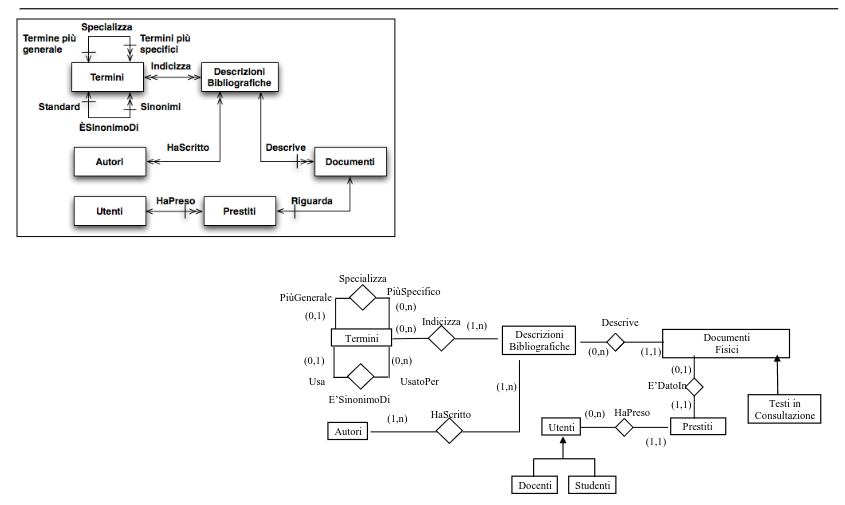 Specializza
Termine più
generale
Termini più
specifici
Termini
Indicizza
Descrizioni
Bibliografiche
Standard
Sinonimi
ÈSinonimoDi
Autori
HaScritto
Descrive
Documenti
Utenti
HaPreso
Prestiti
Riguarda
Specializza
PiùGenerale
PiùSpecifico
(0,1)
(0,n)
Termini
(0,n)
Indicizza
(1,n)
Descrizioni
Bibliografiche
Descrive
(0,n)
(1,1)
Documenti
Fisici
(0,1)
(0,n)
Usa
UsatoPer
E'SinonimoDi
(1,n)
(0,1)
E'DatoIn
(1,1)
Testi in
Consultazione
Autori
(1,n)
HaScritto
Utenti
(0,n)
HaPreso
(1,1)
Prestiti
Docenti
Studenti